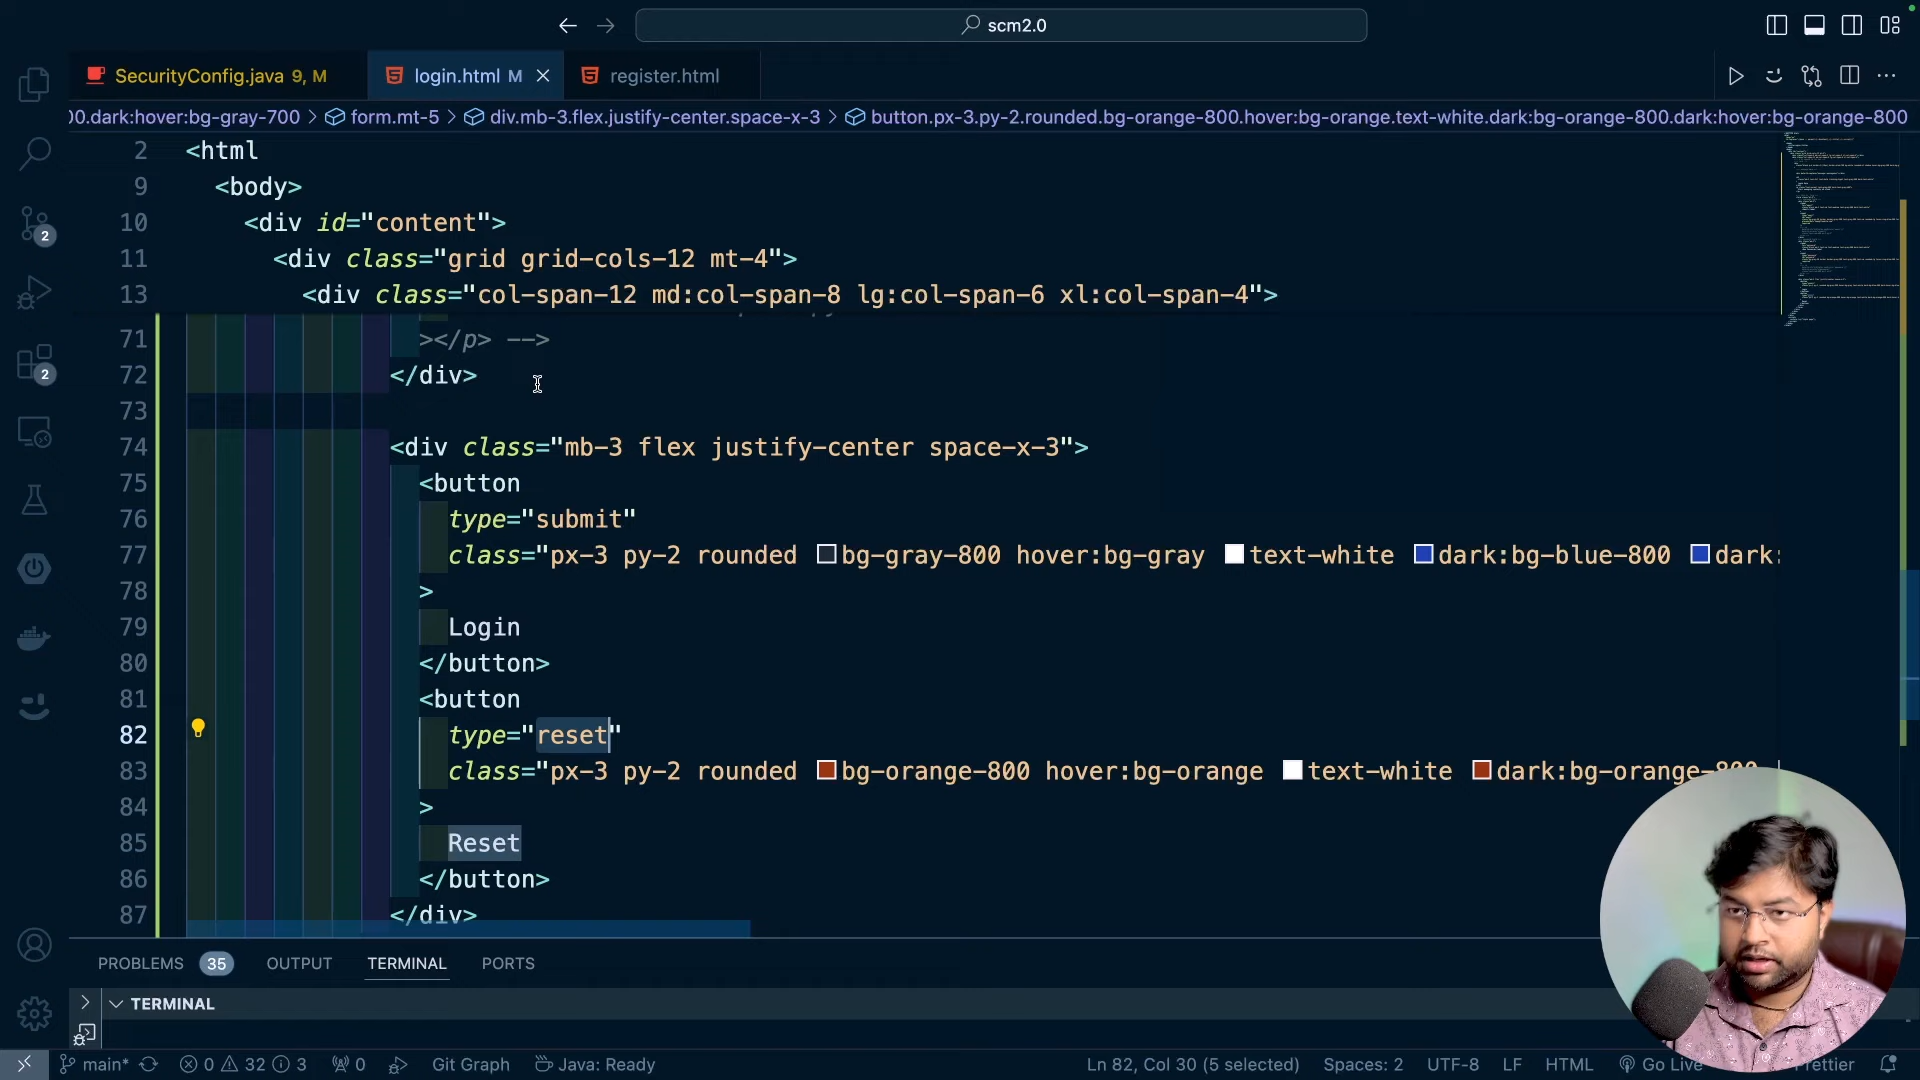 scm2.0
SecurityConfig.java 9, M
login.html M
register.html
00.dark:hover:bg-gray-700 > form.mt-5 > div.mb-3.flex.justify-center.space-x-3 > button.px-3.py-2.rounded.bg-orange-800.hover:bg-orange.text-white.dark:bg-orange-800.dark:hover:bg-orange-800
2 <html
9 <body>
10 <div id="content">
11 <div class="grid grid-cols-12 mt-4">
13 <div class="col-span-12 md:col-span-8 lg:col-span-6 xl:col-span-4">
71 ></p> -->
72 </div>
73
74 <div class="mb-3 flex justify-center space-x-3">
75 <button
76 type="submit"
77 class="px-3 py-2 rounded bg-gray-800 hover:bg-gray text-white dark:bg-blue-800 dark:
78 >
79 Login
80 </button>
81 <button
82 type="reset"
83 class="px-3 py-2 rounded bg-orange-800 hover:bg-orange text-white dark:bg-orange-800
84 >
85 Reset
86 </button>
87 </div>
2
2
PROBLEMS 35 OUTPUT TERMINAL PORTS
TERMINAL
main* 0 32 3 0 Git Graph Java: Ready Ln 82, Col 30 (5 selected) Spaces: 2 UTF-8 LF HTML Go Live Prettier